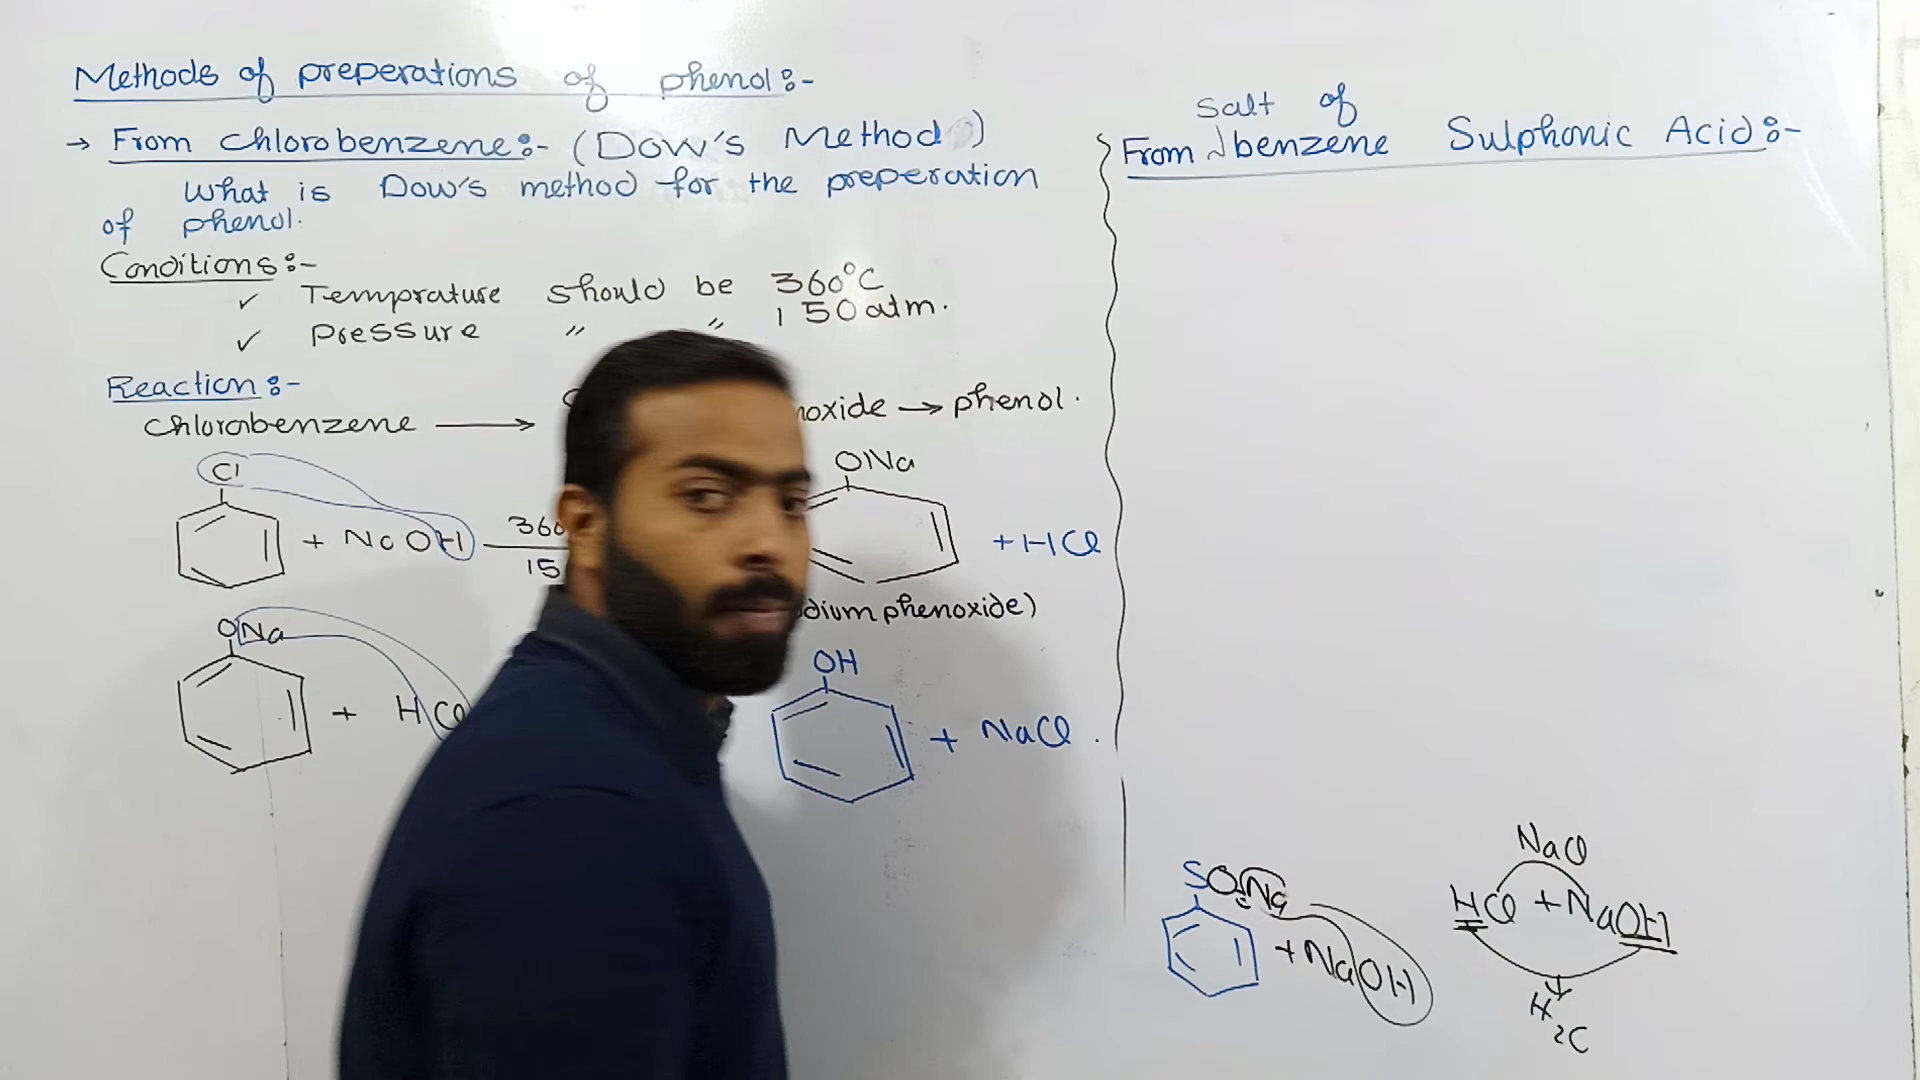 Methods of preperations of phenol:-
→ From chlorobenzene:- (Dow's Method)
What is Dow's method for the preperation
of phenol.
Conditions:-
✓ Temprature should be 360°C
✓ Pressure " " 150 atm.
Reaction:-
chlorobenzene → noxide → phenol.
Cl
+ NaOH 360
15
ONa
+ HCl
dium phenoxide)
ONa
+ HCl
OH
+ NaCl.
Salt of
From benzene Sulphonic Acid:-
SO₃Na
+ NaOH
NaCl
HCl + NaOH